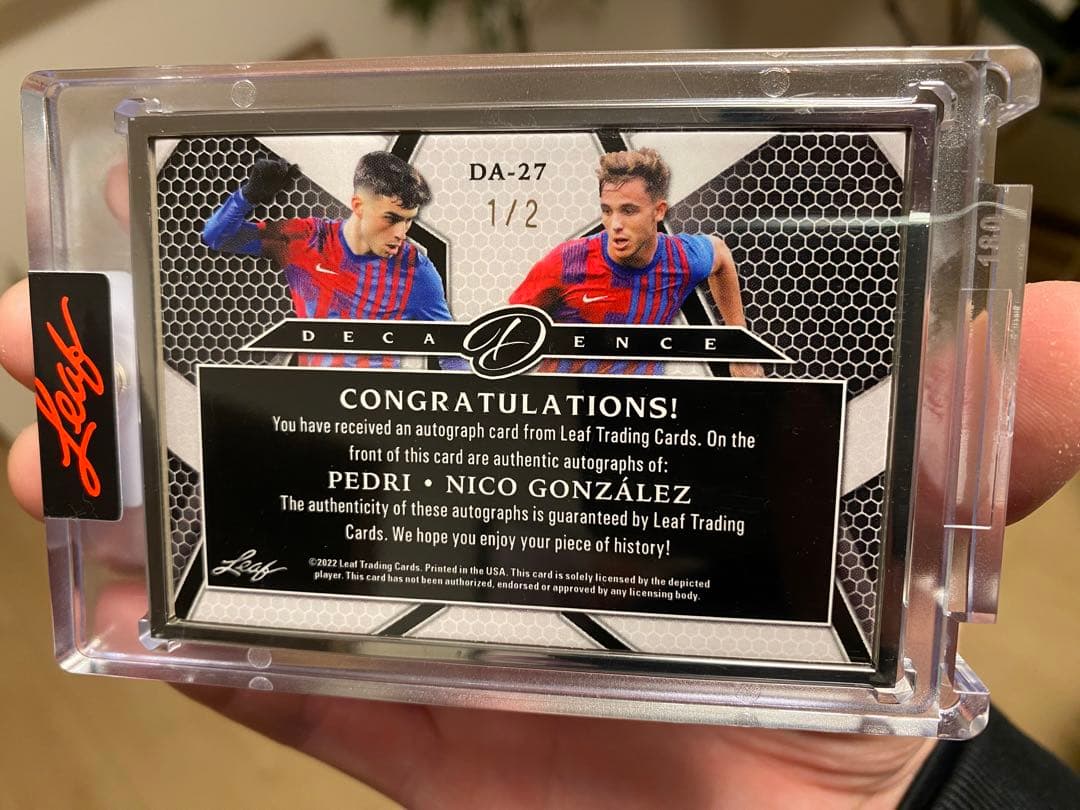 DA-27
1/2
DECADENCE
CONGRATULATIONS!
You have received an autograph card from Leaf Trading Cards. On the
front of this card are authentic autographs of:
PEDRI • NICO GONZÁLEZ
The authenticity of these autographs is guaranteed by Leaf Trading
Cards. We hope you enjoy your piece of history!
Leaf
©2022 Leaf Trading Cards. Printed in the USA. This card is solely licensed by the depicted
player. This card has not been authorized, endorsed or approved by any licensing body.
Leaf
180